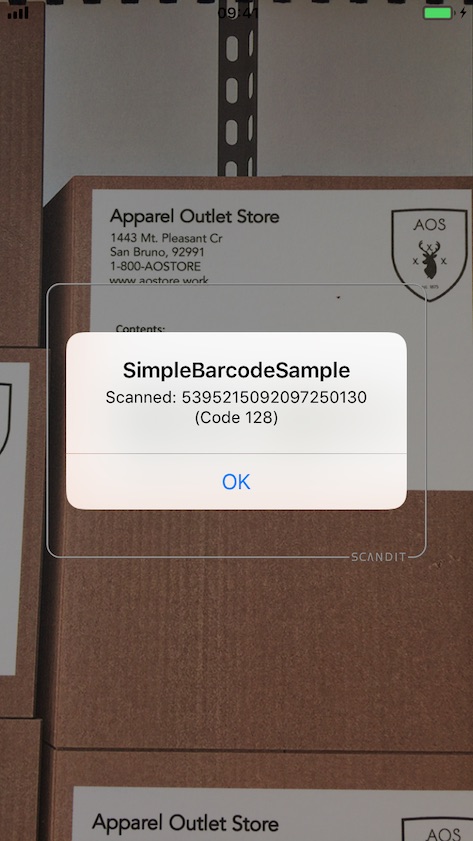 09:41
Apparel Outlet Store
1443 Mt. Pleasant Cr
San Bruno, 92991
1-800-AOSTORE
www.aostore.work
AOS
X X
X. X.
Contents:
SimpleBarcodeSample
Scanned: 5395215092097250130
(Code 128)
OK
SCANDIT
Apparel Outlet Store
AOS